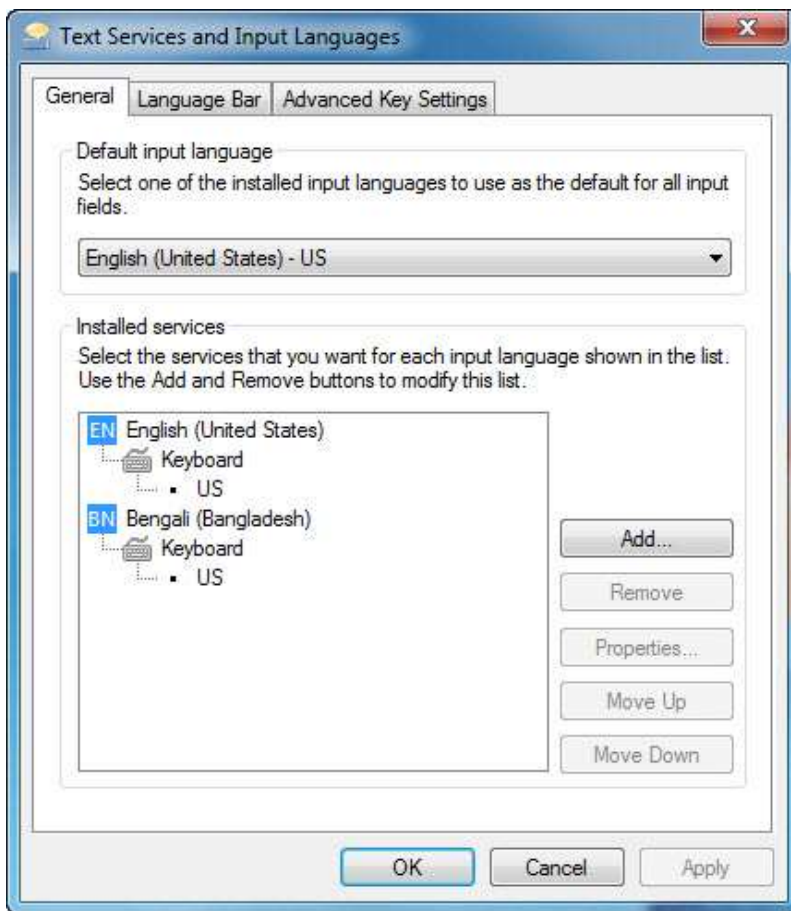 Text Services and Input Languages
General
Language Bar
Advanced Key Settings
Default input language
Select one of the installed input languages to use as the default for all input
fields.
English (United States) - US
Installed services
Select the services that you want for each input language shown in the list.
Use the Add and Remove buttons to modify this list.
EN English (United States)
Keyboard
US
BN Bengali (Bangladesh)
Keyboard
US
Add...
Remove
Properties...
Move Up
Move Down
OK
Cancel
Apply